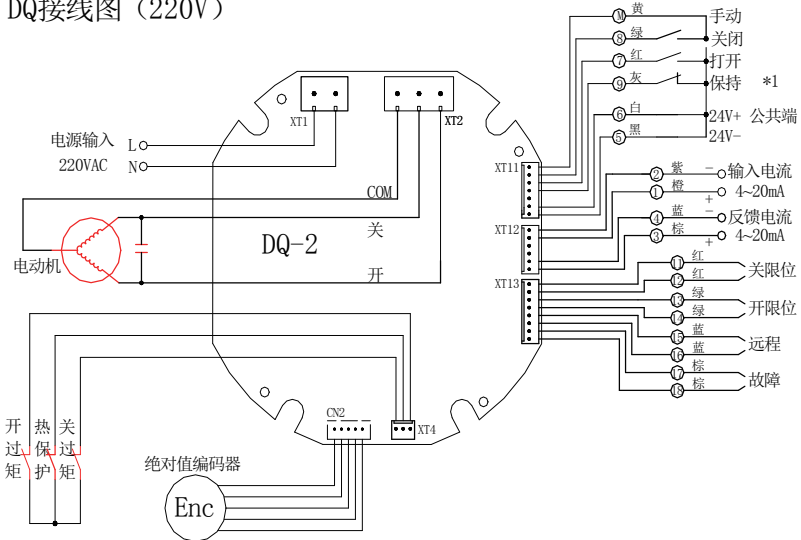 DQ接线图（220V）
黄
M
手动
绿
8
关闭
红
7
打开
灰
9
保持 *1
白
6
24V+ 公共端
黑
5
24V-
XT1
XT2
电源输入 L
220VAC N
XT11
紫
2
－
输入电流
橙
1
+
4~20mA
COM
蓝
4
－
反馈电流
棕
3
+
4~20mA
XT12
关
DQ-2
电动机
开
XT13
红
11
红
12
关限位
绿
13
绿
14
开限位
蓝
15
蓝
16
远程
棕
17
棕
18
故障
CN2
XT4
开过矩
热保护
关过矩
绝对值编码器
Enc